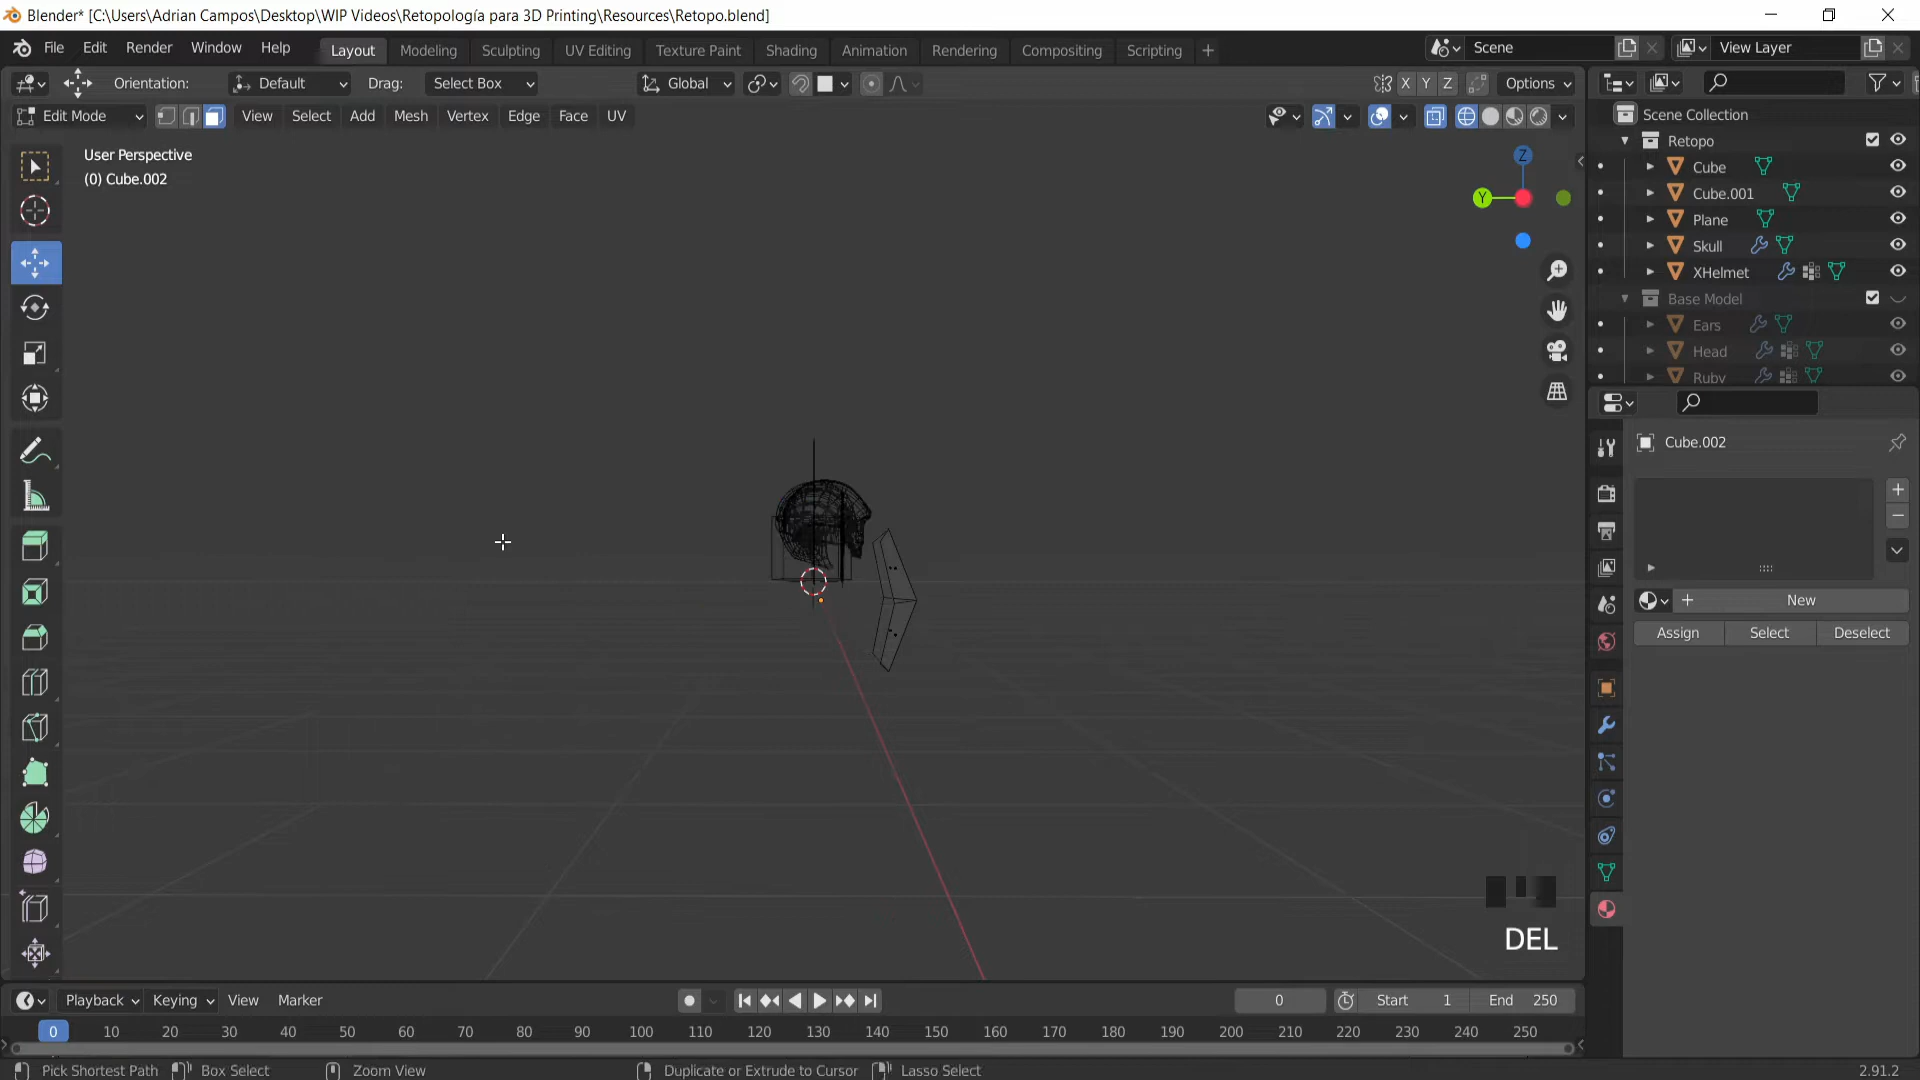 Blender* [C:\Users\Adrian Campos\Desktop\WIP Videos\Retopología para 3D Printing\Resources\Retopo.blend]
File Edit Render Window Help Layout Modeling Sculpting UV Editing Texture Paint Shading Animation Rendering Compositing Scripting + Scene View Layer
Orientation: Default Drag: Select Box Global X Y Z Options
Edit Mode View Select Add Mesh Vertex Edge Face UV
User Perspective
(0) Cube.002
Z
Y
Scene Collection
Retopo
Cube
Cube.001
Plane
Skull
XHelmet
Base Model
Ears
Head
Ruby
Cube.002
New
Assign Select Deselect
DEL
Playback Keying View Marker 0 Start 1 End 250
0 10 20 30 40 50 60 70 80 90 100 110 120 130 140 150 160 170 180 190 200 210 220 230 240 250
Pick Shortest Path Box Select Zoom View Duplicate or Extrude to Cursor Lasso Select 2.91.2